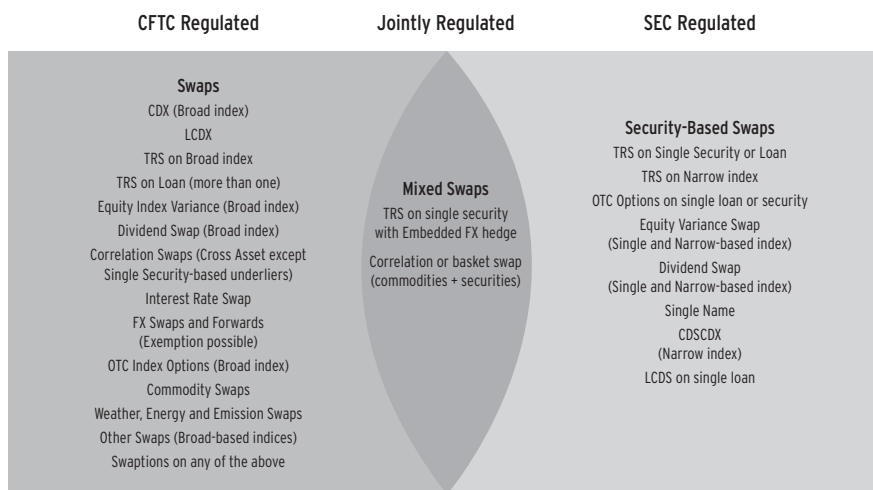 CFTC Regulated
Jointly Regulated
SEC Regulated
Swaps
CDX (Broad index)
LCDX
TRS on Broad index
TRS on Loan (more than one)
Equity Index Variance (Broad index)
Dividend Swap (Broad index)
Correlation Swaps (Cross Asset except
Single Security-based underliers)
Interest Rate Swap
FX Swaps and Forwards
(Exemption possible)
OTC Index Options (Broad index)
Commodity Swaps
Weather, Energy and Emission Swaps
Other Swaps (Broad-based indices)
Swaptions on any of the above
Mixed Swaps
TRS on single security
with Embedded FX hedge
Correlation or basket swap
(commodities + securities)
Security-Based Swaps
TRS on Single Security or Loan
TRS on Narrow index
OTC Options on single loan or security
Equity Variance Swap
(Single and Narrow-based index)
Dividend Swap
(Single and Narrow-based index)
Single Name
CDSCDX
(Narrow index)
LCDS on single loan